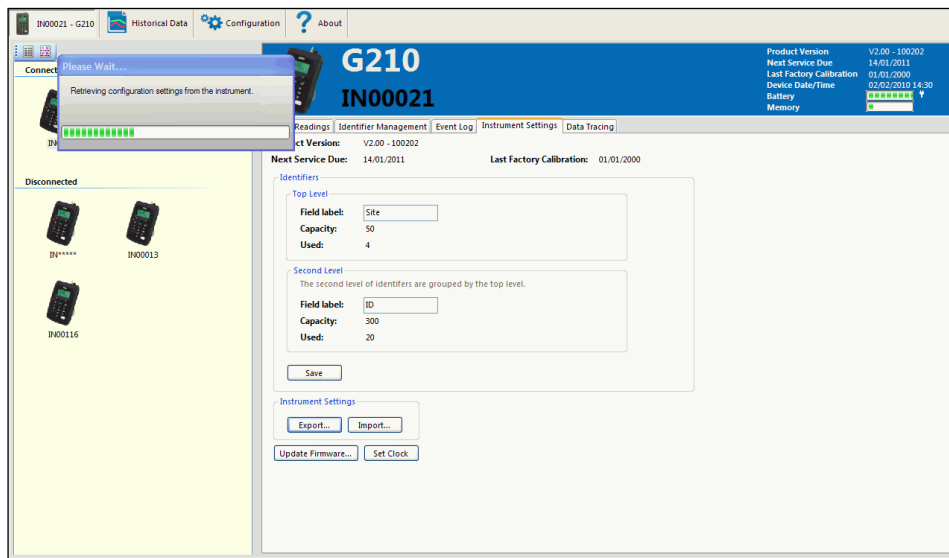 IN00021 - G210
Historical Data
Configuration
About
Connect
Please Wait...
Retrieving configuration settings from the instrument.
Disconnected
IN*****
IN00013
IN00116
G210
IN00021
Product Version V2.00 - 100202
Next Service Due 14/01/2011
Last Factory Calibration 01/01/2000
Device Date/Time 02/02/2010 14:30
Battery
Memory
Readings Identifier Management Event Log Instrument Settings Data Tracing
ct Version: V2.00 - 100202
Next Service Due: 14/01/2011 Last Factory Calibration: 01/01/2000
Identifiers
Top Level
Field label: Site
Capacity: 50
Used: 4
Second Level
The second level of identifers are grouped by the top level.
Field label: ID
Capacity: 300
Used: 20
Save
Instrument Settings
Export... Import...
Update Firmware... Set Clock